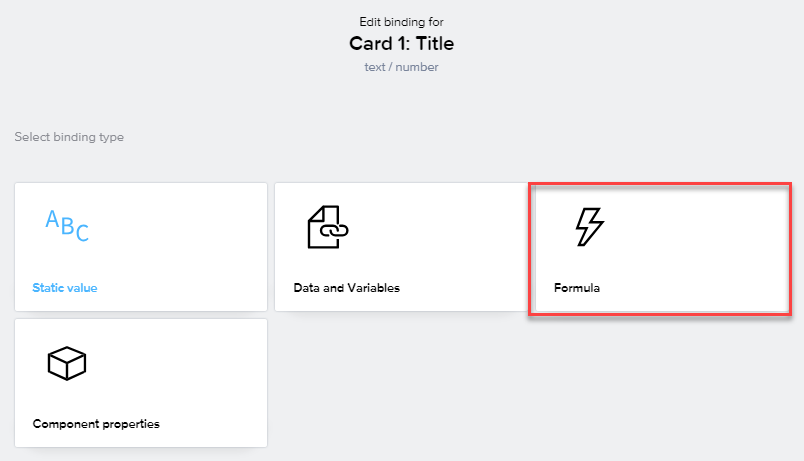 Edit binding for
Card 1: Title
text / number
Select binding type
ABC
Static value
Data and Variables
Formula
Component properties